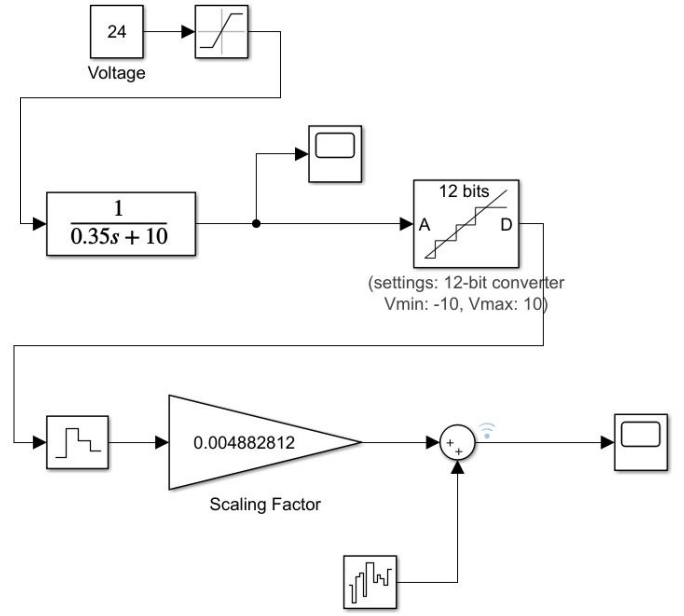 24
Voltage
1
0.35s + 10
12 bits
A
D
(settings: 12-bit converter
Vmin: -10, Vmax: 10)
0.004882812
Scaling Factor
+
+